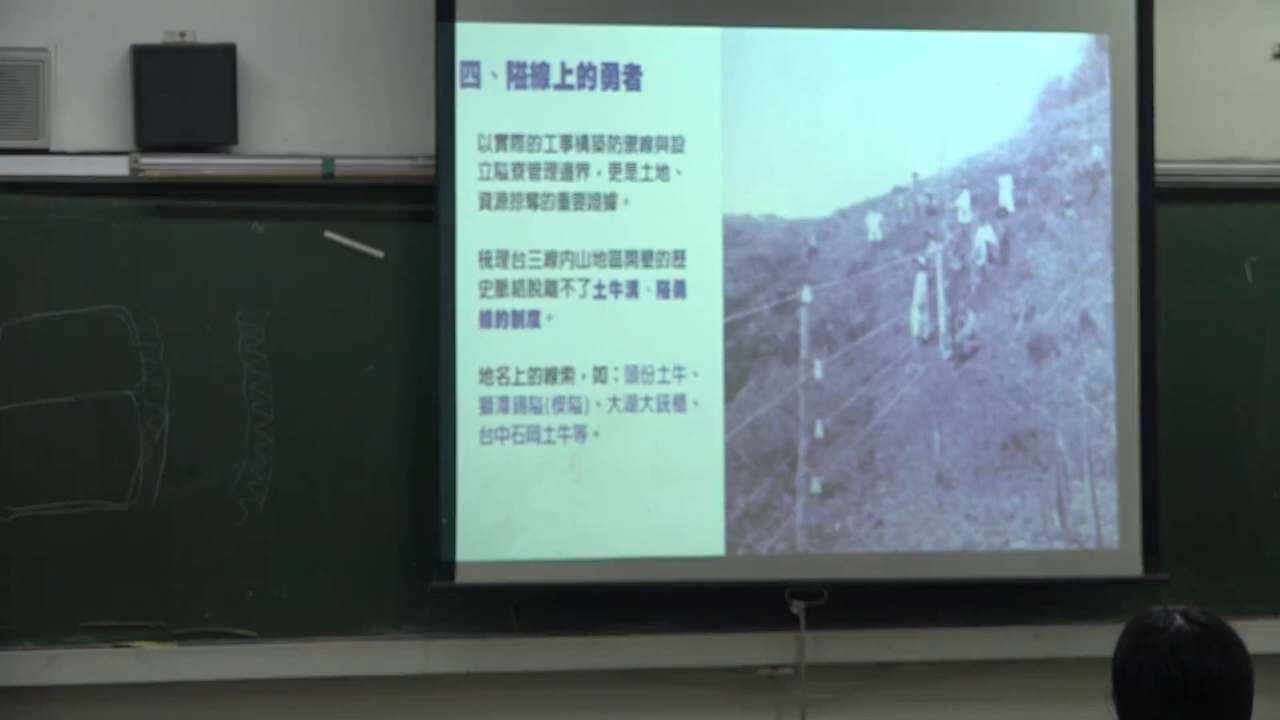 四、隘線上的勇者
以實際的工事構築防禦線與設
立隘寮管理邊界，更是土地、
資源掠奪的重要證據。
梳理台三線內山地區開墾的歷
史脈絡脫離不了土牛溝、隘勇
線的制度。
地名上的線索，如：頭份土牛、
獅潭錫隘(楔隘)、大湖大銃櫃、
台中石岡土牛等。